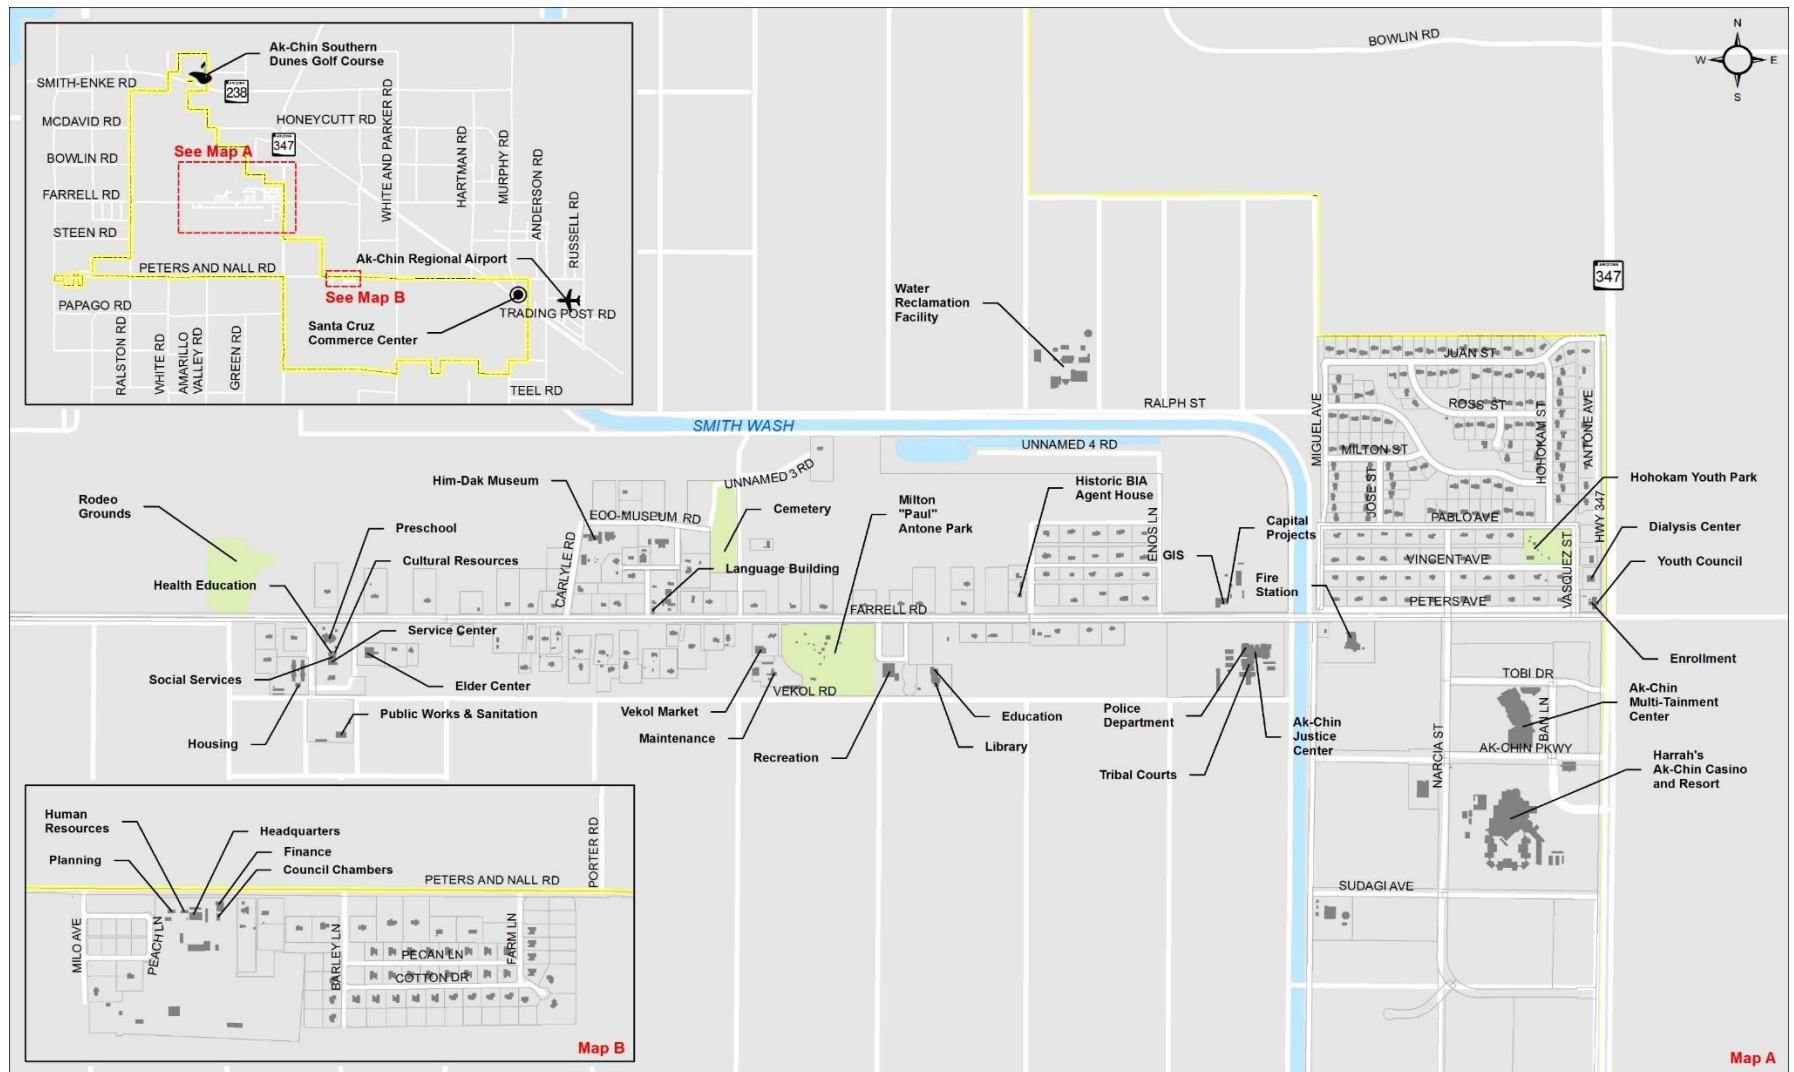 Ak-Chin Southern
Dunes Golf Course
SMITH-ENKE RD
ARIZONA
238
MCDAVID RD
HONEYCUTT RD
ARIZONA
347
See Map A
BOWLIN RD
FARRELL RD
STEEN RD
WHITE AND PARKER RD
HARTMAN RD
MURPHY RD
ANDERSON RD
RUSSELL RD
PETERS AND NALL RD
Ak-Chin Regional Airport
See Map B
PAPAGO RD
TRADING POST RD
Santa Cruz
Commerce Center
RALSTON RD
WHITE RD
AMARILLO
VALLEY RD
GREEN RD
TEEL RD
BOWLIN RD
N
W
E
S
ARIZONA
347
Water
Reclamation
Facility
JUAN ST
RALPH ST
ROSS ST
SMITH WASH
UNNAMED 4 RD
MIGUEL AVE
MILTON ST
HOHOKAM ST
ANTONE AVE
JOSE ST
UNNAMED 3 RD
Him-Dak Museum
Rodeo
Grounds
Historic BIA
Agent House
Hohokam Youth Park
Milton
"Paul"
Antone Park
Cemetery
ECO-MUSEUM RD
Preschool
Capital
Projects
PABLO AVE
HWY 347
Dialysis Center
ENOS LN
GIS
Cultural Resources
Language Building
VINCENT AVE
Youth Council
Health Education
CARLYLE RD
Fire
Station
VASQUEZ ST
FARRELL RD
PETERS AVE
Service Center
Enrollment
Social Services
Elder Center
VEKOL RD
TOBI DR
Ak-Chin
Multi-Tainment
Center
Public Works & Sanitation
Vekol Market
Education
Police
Department
BAN LN
Housing
Maintenance
Library
Ak-Chin
Justice
Center
AK-CHIN PKWY
Recreation
Tribal Courts
NARCIA ST
Harrah's
Ak-Chin Casino
and Resort
SUDAGI AVE
Human
Resources
Headquarters
Planning
Finance
Council Chambers
PORTER RD
PETERS AND NALL RD
MILO AVE
PEACH LN
BARLEY LN
PECAN LN
FARM LN
COTTON DR
Map B
Map A